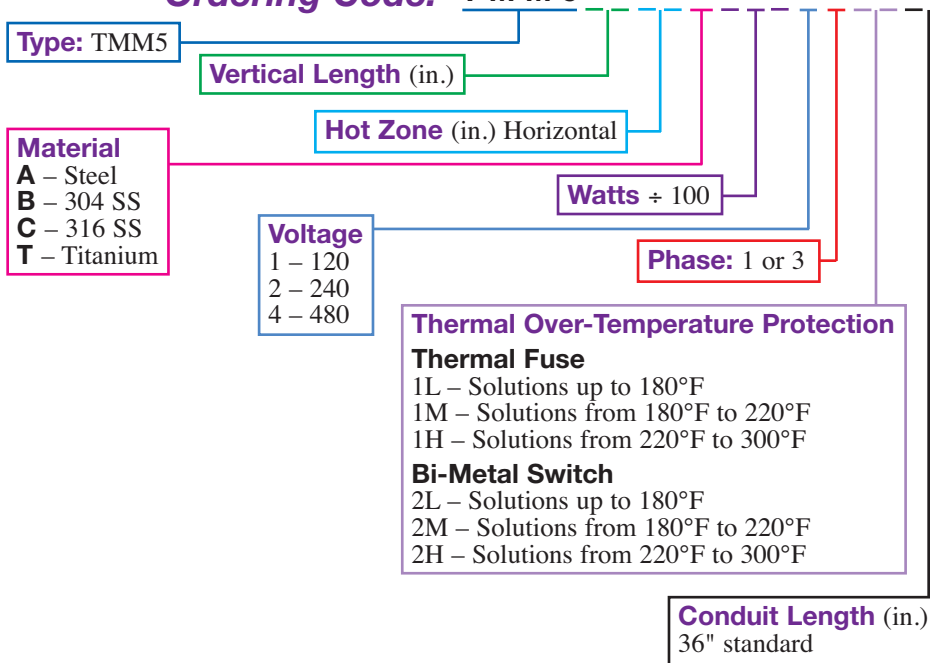 Ordering Code:
Type: TMM5
Vertical Length (in.)
Hot Zone (in.) Horizontal
Material
A – Steel
B – 304 SS
C – 316 SS
T – Titanium
Watts ÷ 100
Voltage
1 – 120
2 – 240
4 – 480
Phase: 1 or 3
Thermal Over-Temperature Protection
Thermal Fuse
1L – Solutions up to 180°F
1M – Solutions from 180°F to 220°F
1H – Solutions from 220°F to 300°F
Bi-Metal Switch
2L – Solutions up to 180°F
2M – Solutions from 180°F to 220°F
2H – Solutions from 220°F to 300°F
Conduit Length (in.)
36" standard